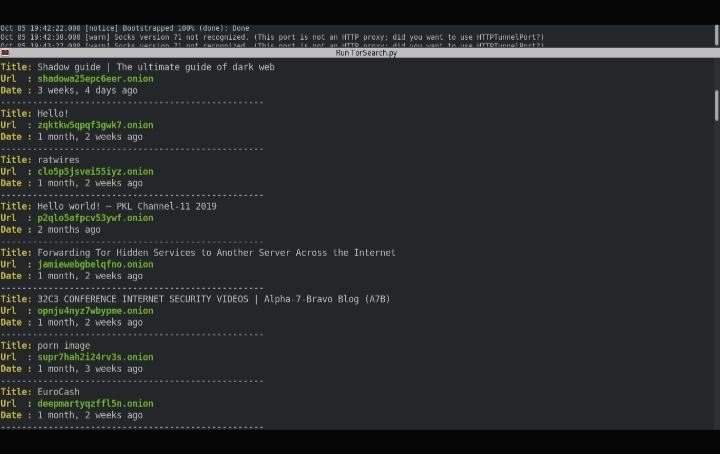 Oct 05 19:42:22.000 [notice] Bootstrapped 100% (done): Done
Oct 05 19:42:38.000 [warn] Socks version 71 not recognized. (This port is not an HTTP proxy; did you want to use HTTPTunnelPort?)
Oct 05 19:43:27.000 [warn] Socks version 71 not recognized. (This port is not an HTTP proxy; did you want to use HTTPTunnelPort?)
RunTorSearch.py
Title: Shadow guide | The ultimate guide of dark web
Url : shadowa25epc6eer.onion
Date : 3 weeks, 4 days ago
------------------------------------------------
Title: Hello!
Url : zqktkw5qpqf3gwk7.onion
Date : 1 month, 2 weeks ago
------------------------------------------------
Title: ratwires
Url : clo5p5jsvei55iyz.onion
Date : 1 month, 2 weeks ago
------------------------------------------------
Title: Hello world! – PKL Channel-11 2019
Url : p2qlo5afpcv53ywf.onion
Date : 2 months ago
------------------------------------------------
Title: Forwarding Tor Hidden Services to Another Server Across the Internet
Url : jamiewebgbelqfno.onion
Date : 1 month, 2 weeks ago
------------------------------------------------
Title: 32C3 CONFERENCE INTERNET SECURITY VIDEOS | Alpha-7-Bravo Blog (A7B)
Url : opnju4nyz7wbypme.onion
Date : 1 month, 2 weeks ago
------------------------------------------------
Title: porn image
Url : supr7hah2i24rv3s.onion
Date : 1 month, 3 weeks ago
------------------------------------------------
Title: EuroCash
Url : deepmartyqzffl5n.onion
Date : 1 month, 2 weeks ago
------------------------------------------------